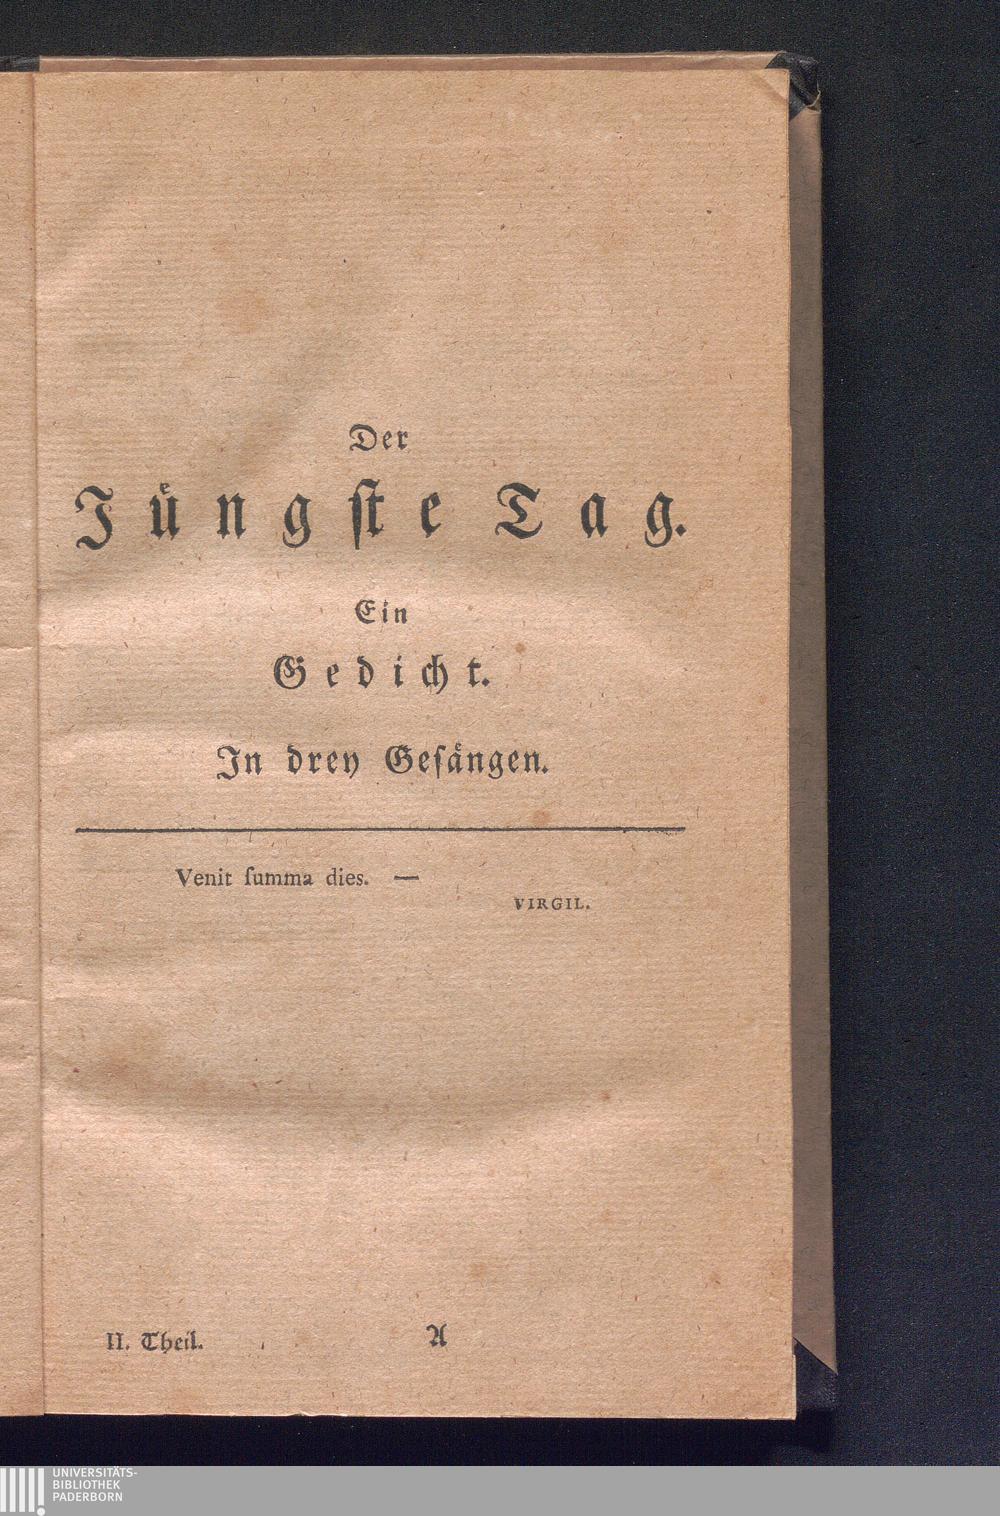 Der
Jüngſte Tag.
Ein
Gedicht.
In drey Geſängen.
Venit ſumma dies. —
VIRGIL.
II. Theil. A
UNIVERSITÄTS-
BIBLIOTHEK
PADERBORN